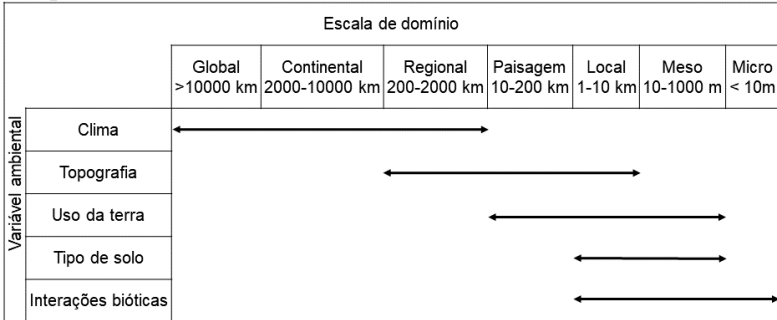 Escala de domínio
Global Continental Regional Paisagem Local Meso Micro
>10000 km 2000-10000 km 200-2000 km 10-200 km 1-10 km 10-1000 m < 10m
Variável ambiental
Clima
Topografia
Uso da terra
Tipo de solo
Interações bióticas